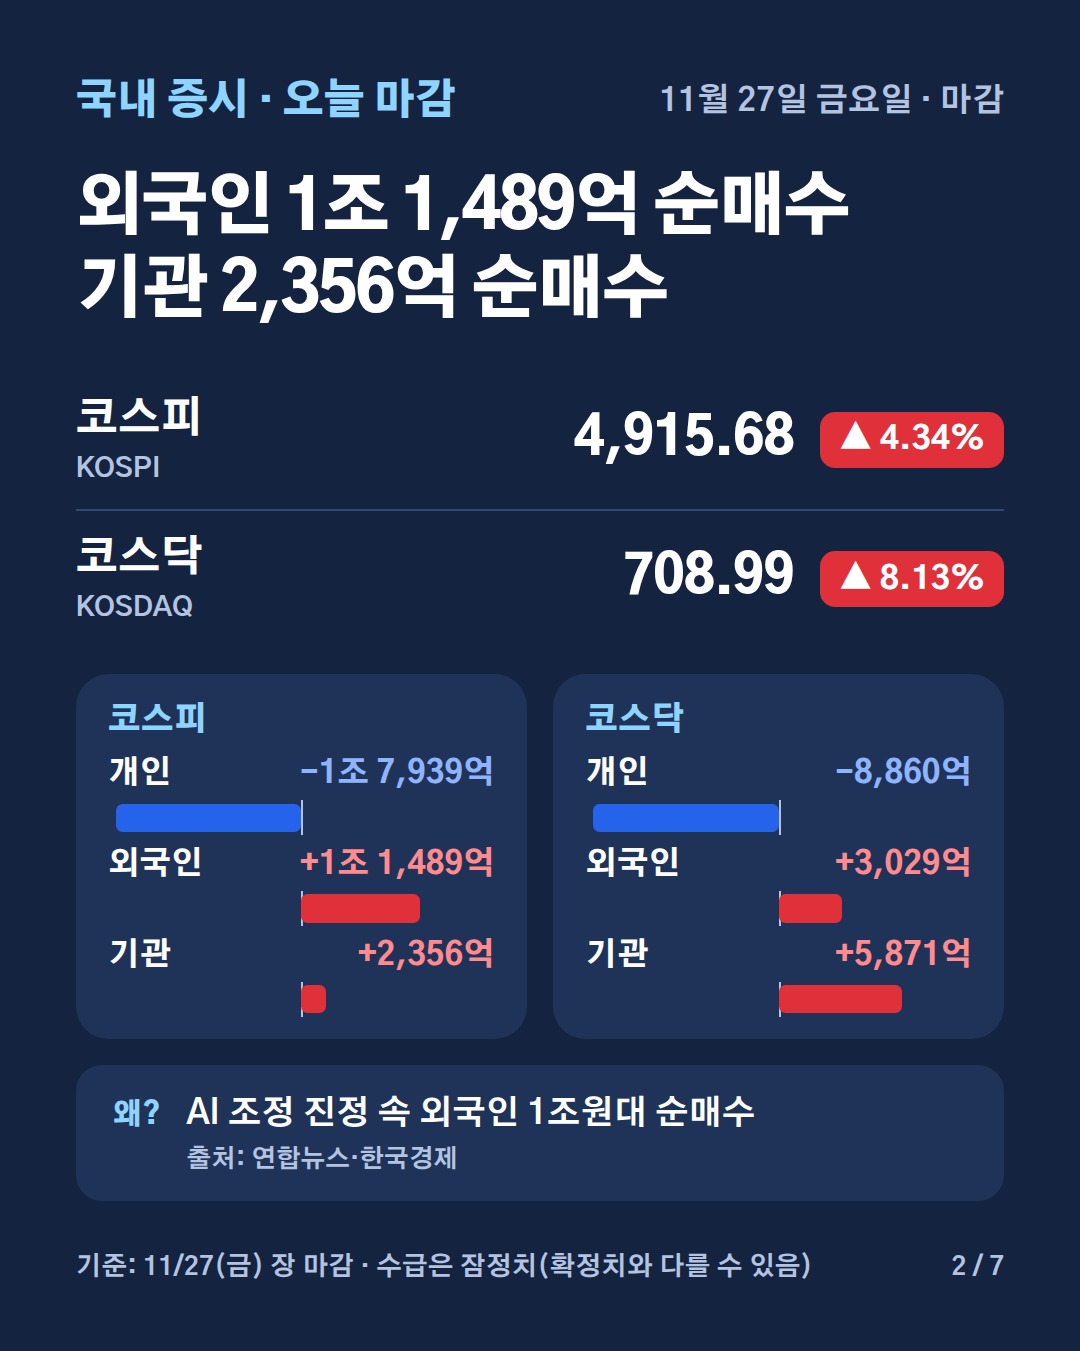 국내 증시 · 오늘 마감
11월 27일 금요일 · 마감
외국인 1조 1,489억 순매수
기관 2,356억 순매수
코스피
KOSPI
4,915.68
▲ 4.34%
코스닥
KOSDAQ
708.99
▲ 8.13%
코스피
개인 −1조 7,939억
외국인 +1조 1,489억
기관 +2,356억
코스닥
개인 −8,860억
외국인 +3,029억
기관 +5,871억
왜? AI 조정 진정 속 외국인 1조원대 순매수
출처: 연합뉴스·한국경제
기준: 11/27(금) 장 마감 · 수급은 잠정치(확정치와 다를 수 있음)
2 / 7